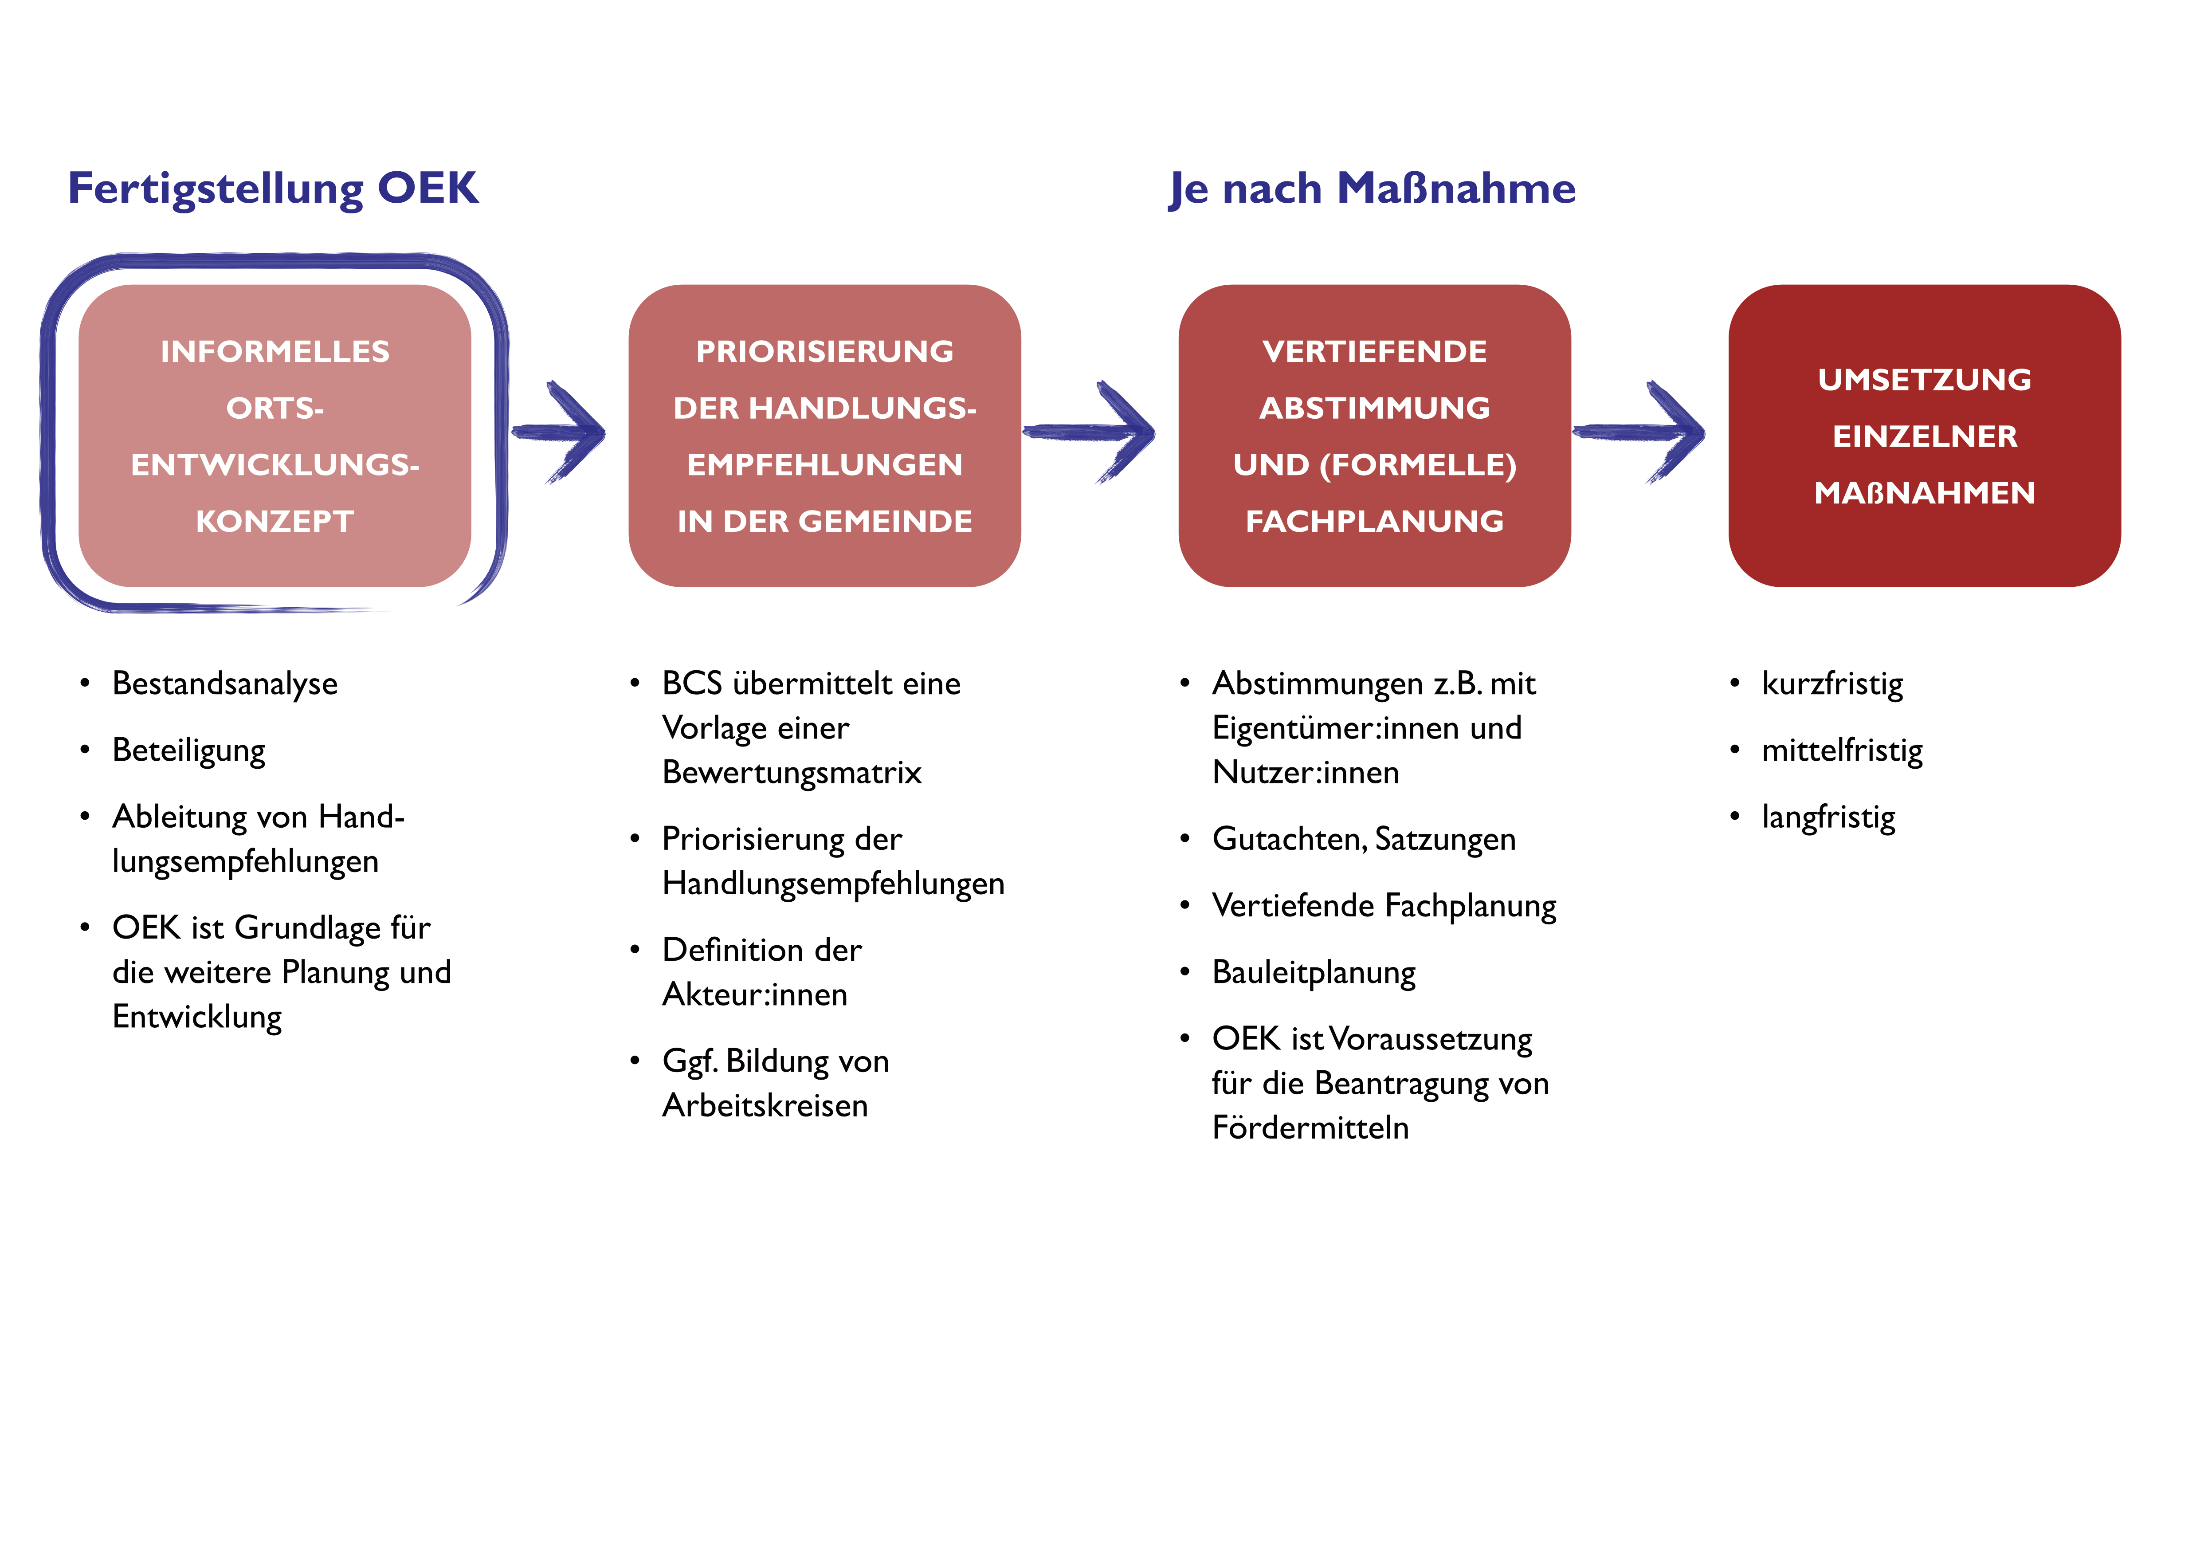 Fertigstellung OEK
Je nach Maßnahme
INFORMELLES
ORTS-
ENTWICKLUNGS-
KONZEPT
PRIORISIERUNG
DER HANDLUNGS-
EMPFEHLUNGEN
IN DER GEMEINDE
VERTIEFENDE
ABSTIMMUNG
UND (FORMELLE)
FACHPLANUNG
UMSETZUNG
EINZELNER
MAßNAHMEN
• Bestandsanalyse
• Beteiligung
• Ableitung von Hand-
lungsempfehlungen
• OEK ist Grundlage für
die weitere Planung und
Entwicklung
• BCS übermittelt eine
Vorlage einer
Bewertungsmatrix
• Priorisierung der
Handlungsempfehlungen
• Definition der
Akteur:innen
• Ggf. Bildung von
Arbeitskreisen
• Abstimmungen z.B. mit
Eigentümer:innen und
Nutzer:innen
• Gutachten, Satzungen
• Vertiefende Fachplanung
• Bauleitplanung
• OEK ist Voraussetzung
für die Beantragung von
Fördermitteln
• kurzfristig
• mittelfristig
• langfristig